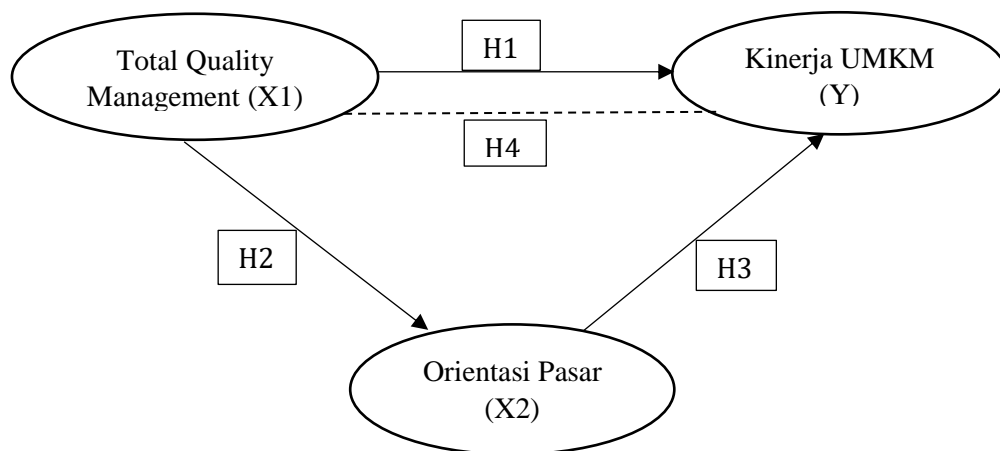 Total Quality
Management (X1)
H1
Kinerja UMKM
(Y)
H4
H2
H3
Orientasi Pasar
(X2)